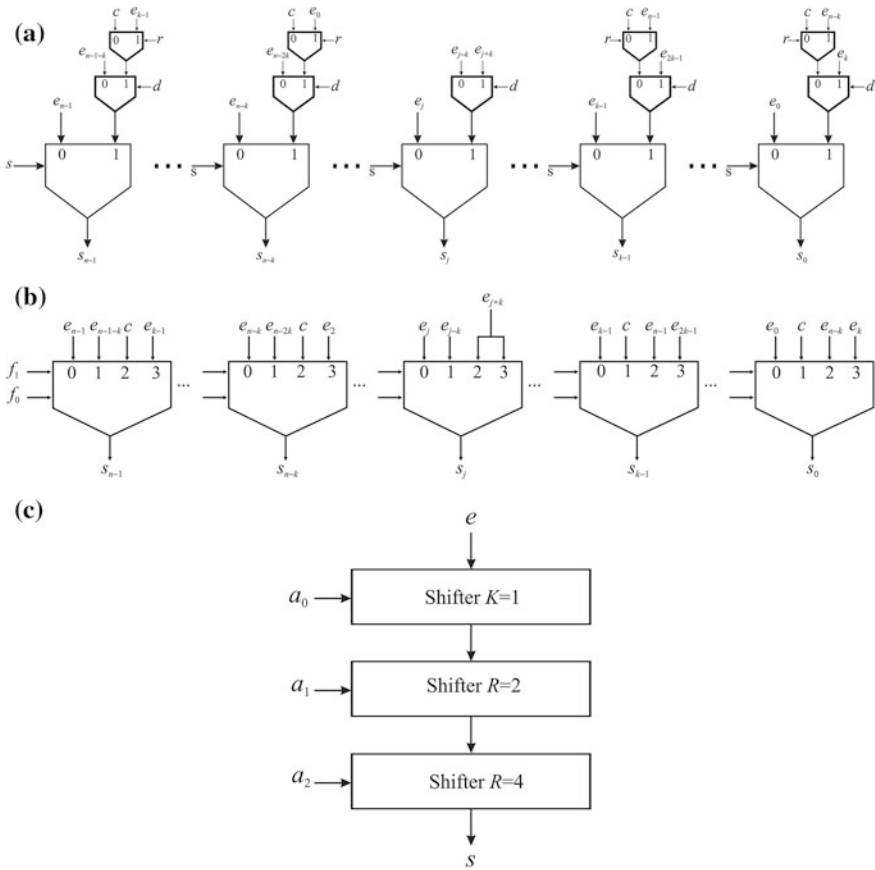 (a)
c e_{k-1} c e_0 c e_{n-1} c e_{n-k}
0 1 r 0 1 r r 0 1 r 0 1
e_{n-1-k} e_{n-2k} e_{j-k} e_{j+k} e_{2k-1} e_k
0 1 d 0 1 d 0 1 d 0 1 d 0 1 d
e_{n-1} e_{n-k} e_j e_{k-1} e_0
s 0 1 ... s 0 1 ... s 0 1 ... s 0 1 ... s 0 1
s_{n-1} s_{n-k} s_j s_{k-1} s_0
(b)
e_{j+k}
e_{n-1} e_{n-1-k} c e_{k-1} e_{n-k} e_{n-2k} c e_2 e_j e_{j-k} e_{k-1} c e_{n-1} e_{2k-1} e_0 c e_{n-k} e_k
f_1 0 1 2 3 ... 0 1 2 3 ... 0 1 2 3 ... 0 1 2 3 ... 0 1 2 3
f_0
s_{n-1} s_{n-k} s_j s_{k-1} s_0
(c)
e
a_0 Shifter K=1
a_1 Shifter R=2
a_2 Shifter R=4
s